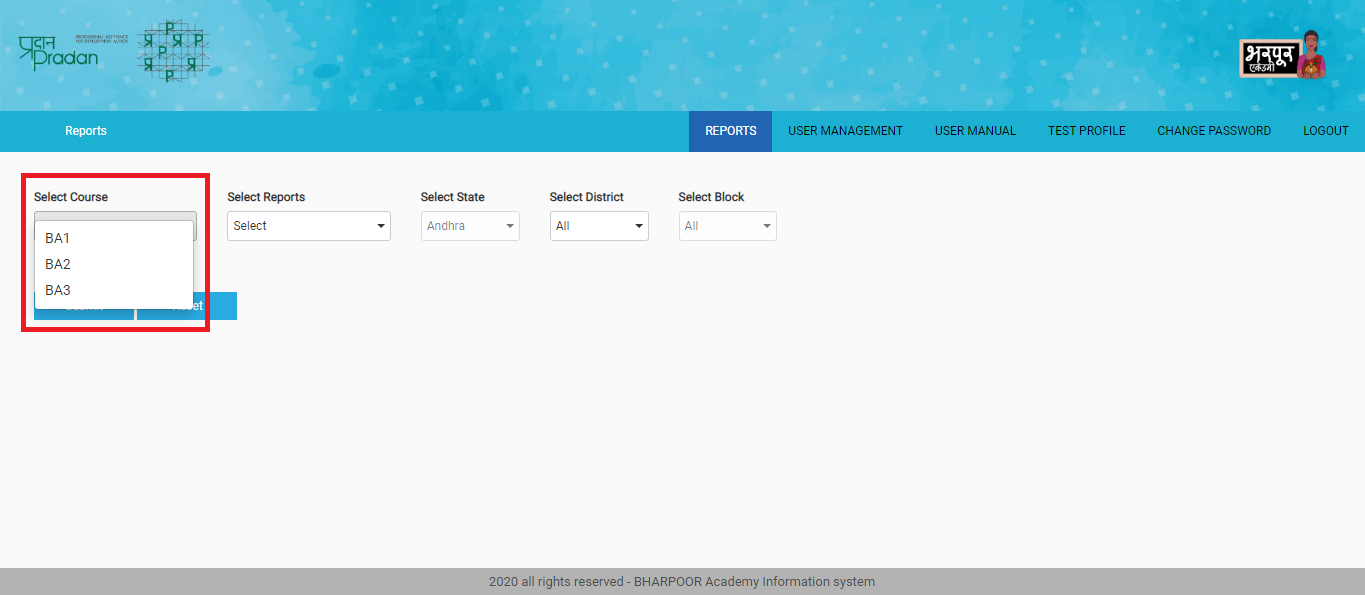 प्रदान
Pradan
PROFESSIONAL ASSISTANCE
FOR DEVELOPMENT ACTION
P
प्र P प्र P
P प्र
प्र P प्र
P
भरपूर
एकेडमी
Reports
REPORTS USER MANAGEMENT USER MANUAL TEST PROFILE CHANGE PASSWORD LOGOUT
Select Course Select Reports Select State Select District Select Block
Select Andhra All All
BA1
BA2
BA3
2020 all rights reserved - BHARPOOR Academy Information system